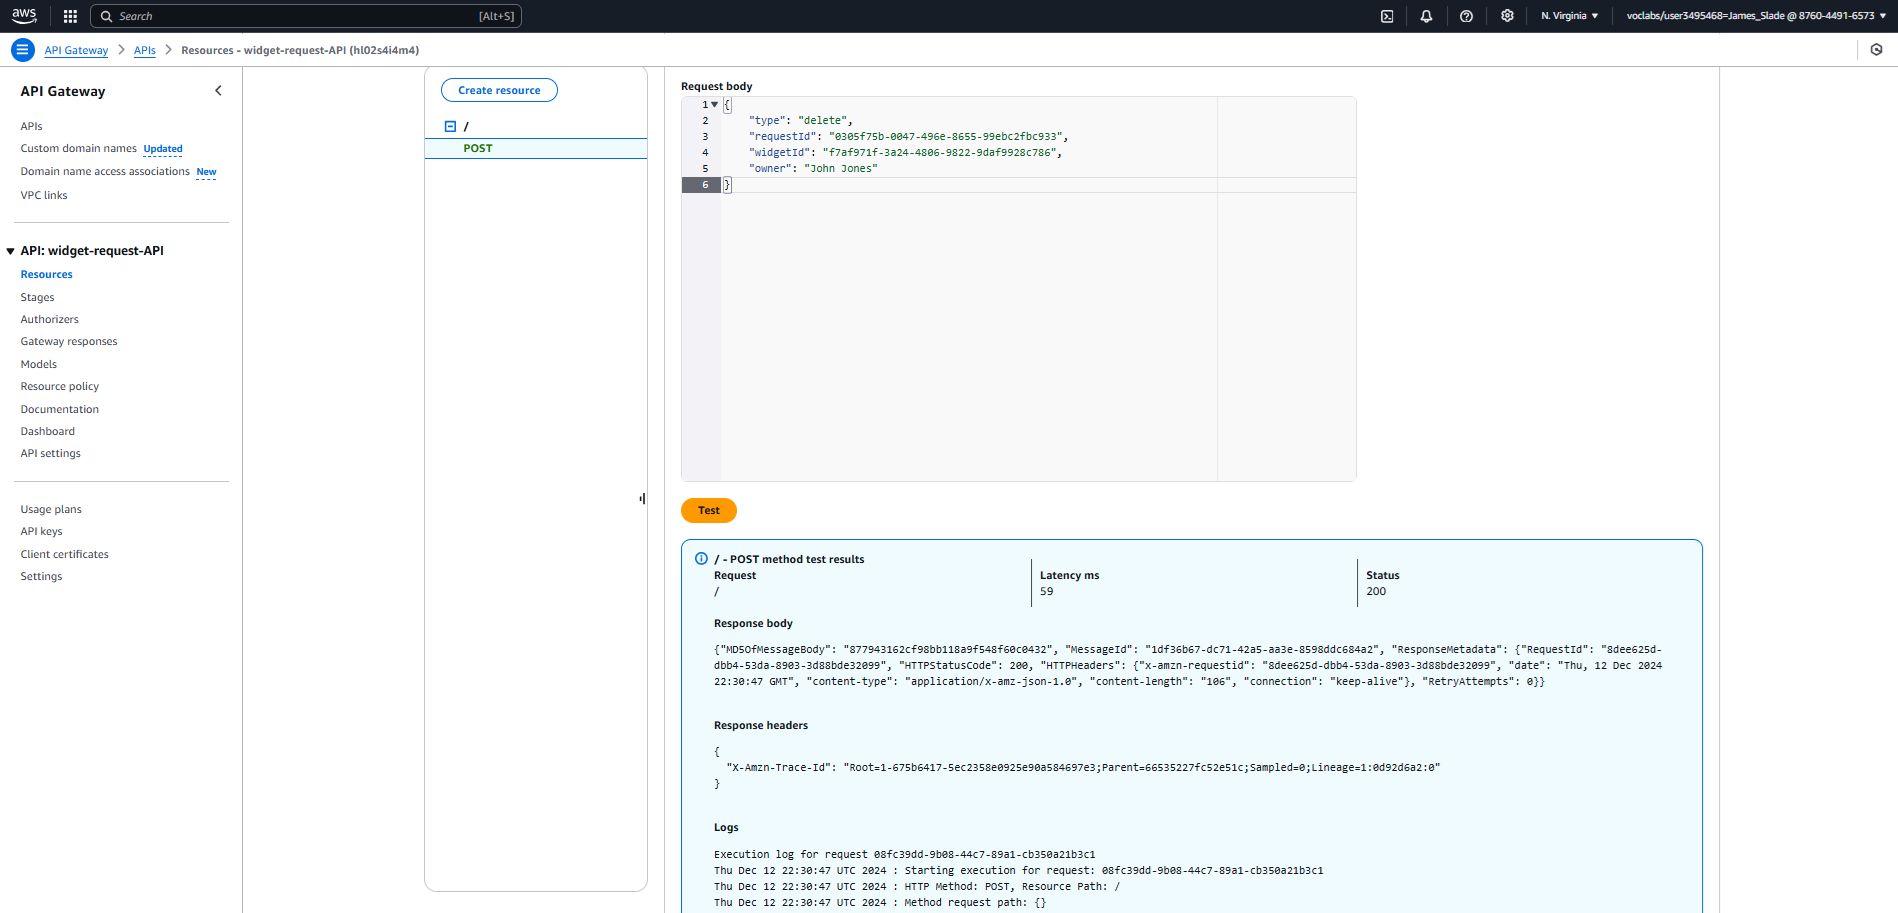 aws
Search
[Alt+S]
N. Virginia
voclabs/user3495468=James_Slade @ 8760-4491-6573
API Gateway
APIs
Resources - widget-request-API (hl02s4i4m4)
API Gateway
APIs
Custom domain names Updated
Domain name access associations New
VPC links
API: widget-request-API
Resources
Stages
Authorizers
Gateway responses
Models
Resource policy
Documentation
Dashboard
API settings
Usage plans
API keys
Client certificates
Settings
Create resource
/
POST
Request body
1 {
2 "type": "delete",
3 "requestId": "0305f75b-0047-496e-8655-99ebc2fbc933",
4 "widgetId": "f7af971f-3a24-4806-9822-9daf9928c786",
5 "owner": "John Jones"
6 }
Test
/ - POST method test results
Request
/
Latency ms
59
Status
200
Response body
{"MD5OfMessageBody": "877943162cf98bb118a9f548f60c0432", "MessageId": "1df36b67-dc71-42a5-aa3e-8598ddc684a2", "ResponseMetadata": {"RequestId": "8dee625d-
dbb4-53da-8903-3d88bde32099", "HTTPStatusCode": 200, "HTTPHeaders": {"x-amzn-requestid": "8dee625d-dbb4-53da-8903-3d88bde32099", "date": "Thu, 12 Dec 2024
22:30:47 GMT", "content-type": "application/x-amz-json-1.0", "content-length": "106", "connection": "keep-alive"}, "RetryAttempts": 0}}
Response headers
{
"X-Amzn-Trace-Id": "Root=1-675b6417-5ec2358e0925e90a584697e3;Parent=66535227fc52e51c;Sampled=0;Lineage=1:0d92d6a2:0"
}
Logs
Execution log for request 08fc39dd-9b08-44c7-89a1-cb350a21b3c1
Thu Dec 12 22:30:47 UTC 2024 : Starting execution for request: 08fc39dd-9b08-44c7-89a1-cb350a21b3c1
Thu Dec 12 22:30:47 UTC 2024 : HTTP Method: POST, Resource Path: /
Thu Dec 12 22:30:47 UTC 2024 : Method request path: {}